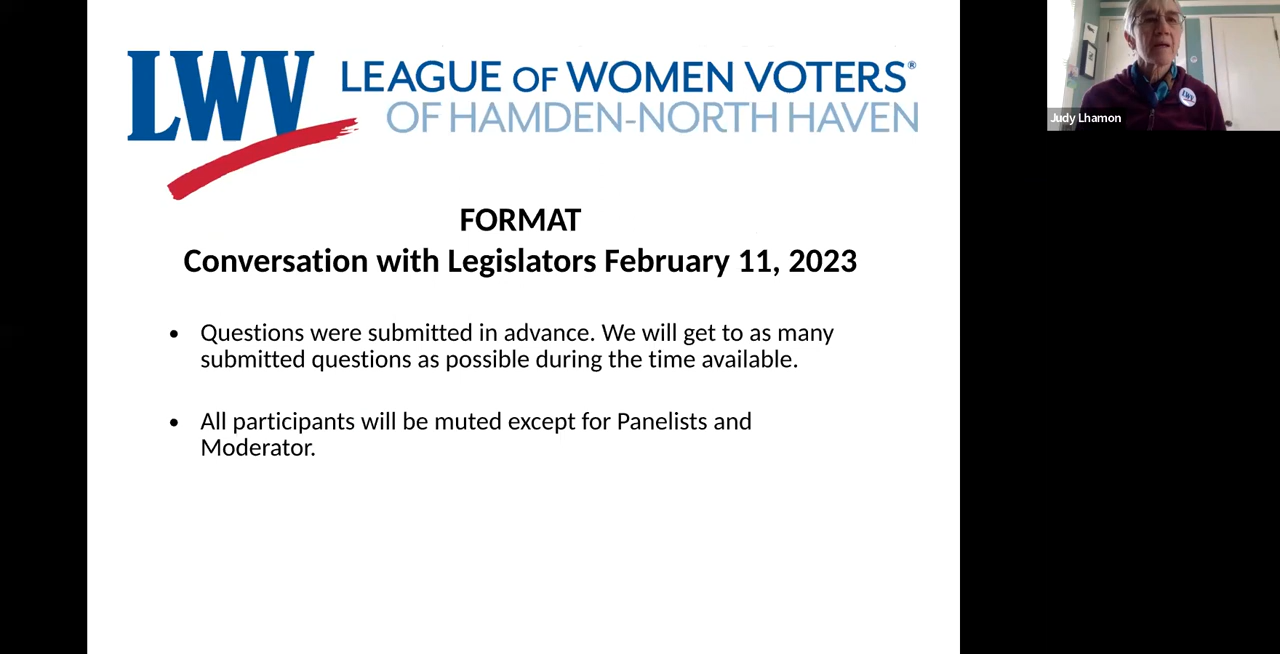 LWV LEAGUE OF WOMEN VOTERS®
OF HAMDEN-NORTH HAVEN
Judy Lhamon
LWV
FORMAT
Conversation with Legislators February 11, 2023
• Questions were submitted in advance. We will get to as many
submitted questions as possible during the time available.
• All participants will be muted except for Panelists and
Moderator.